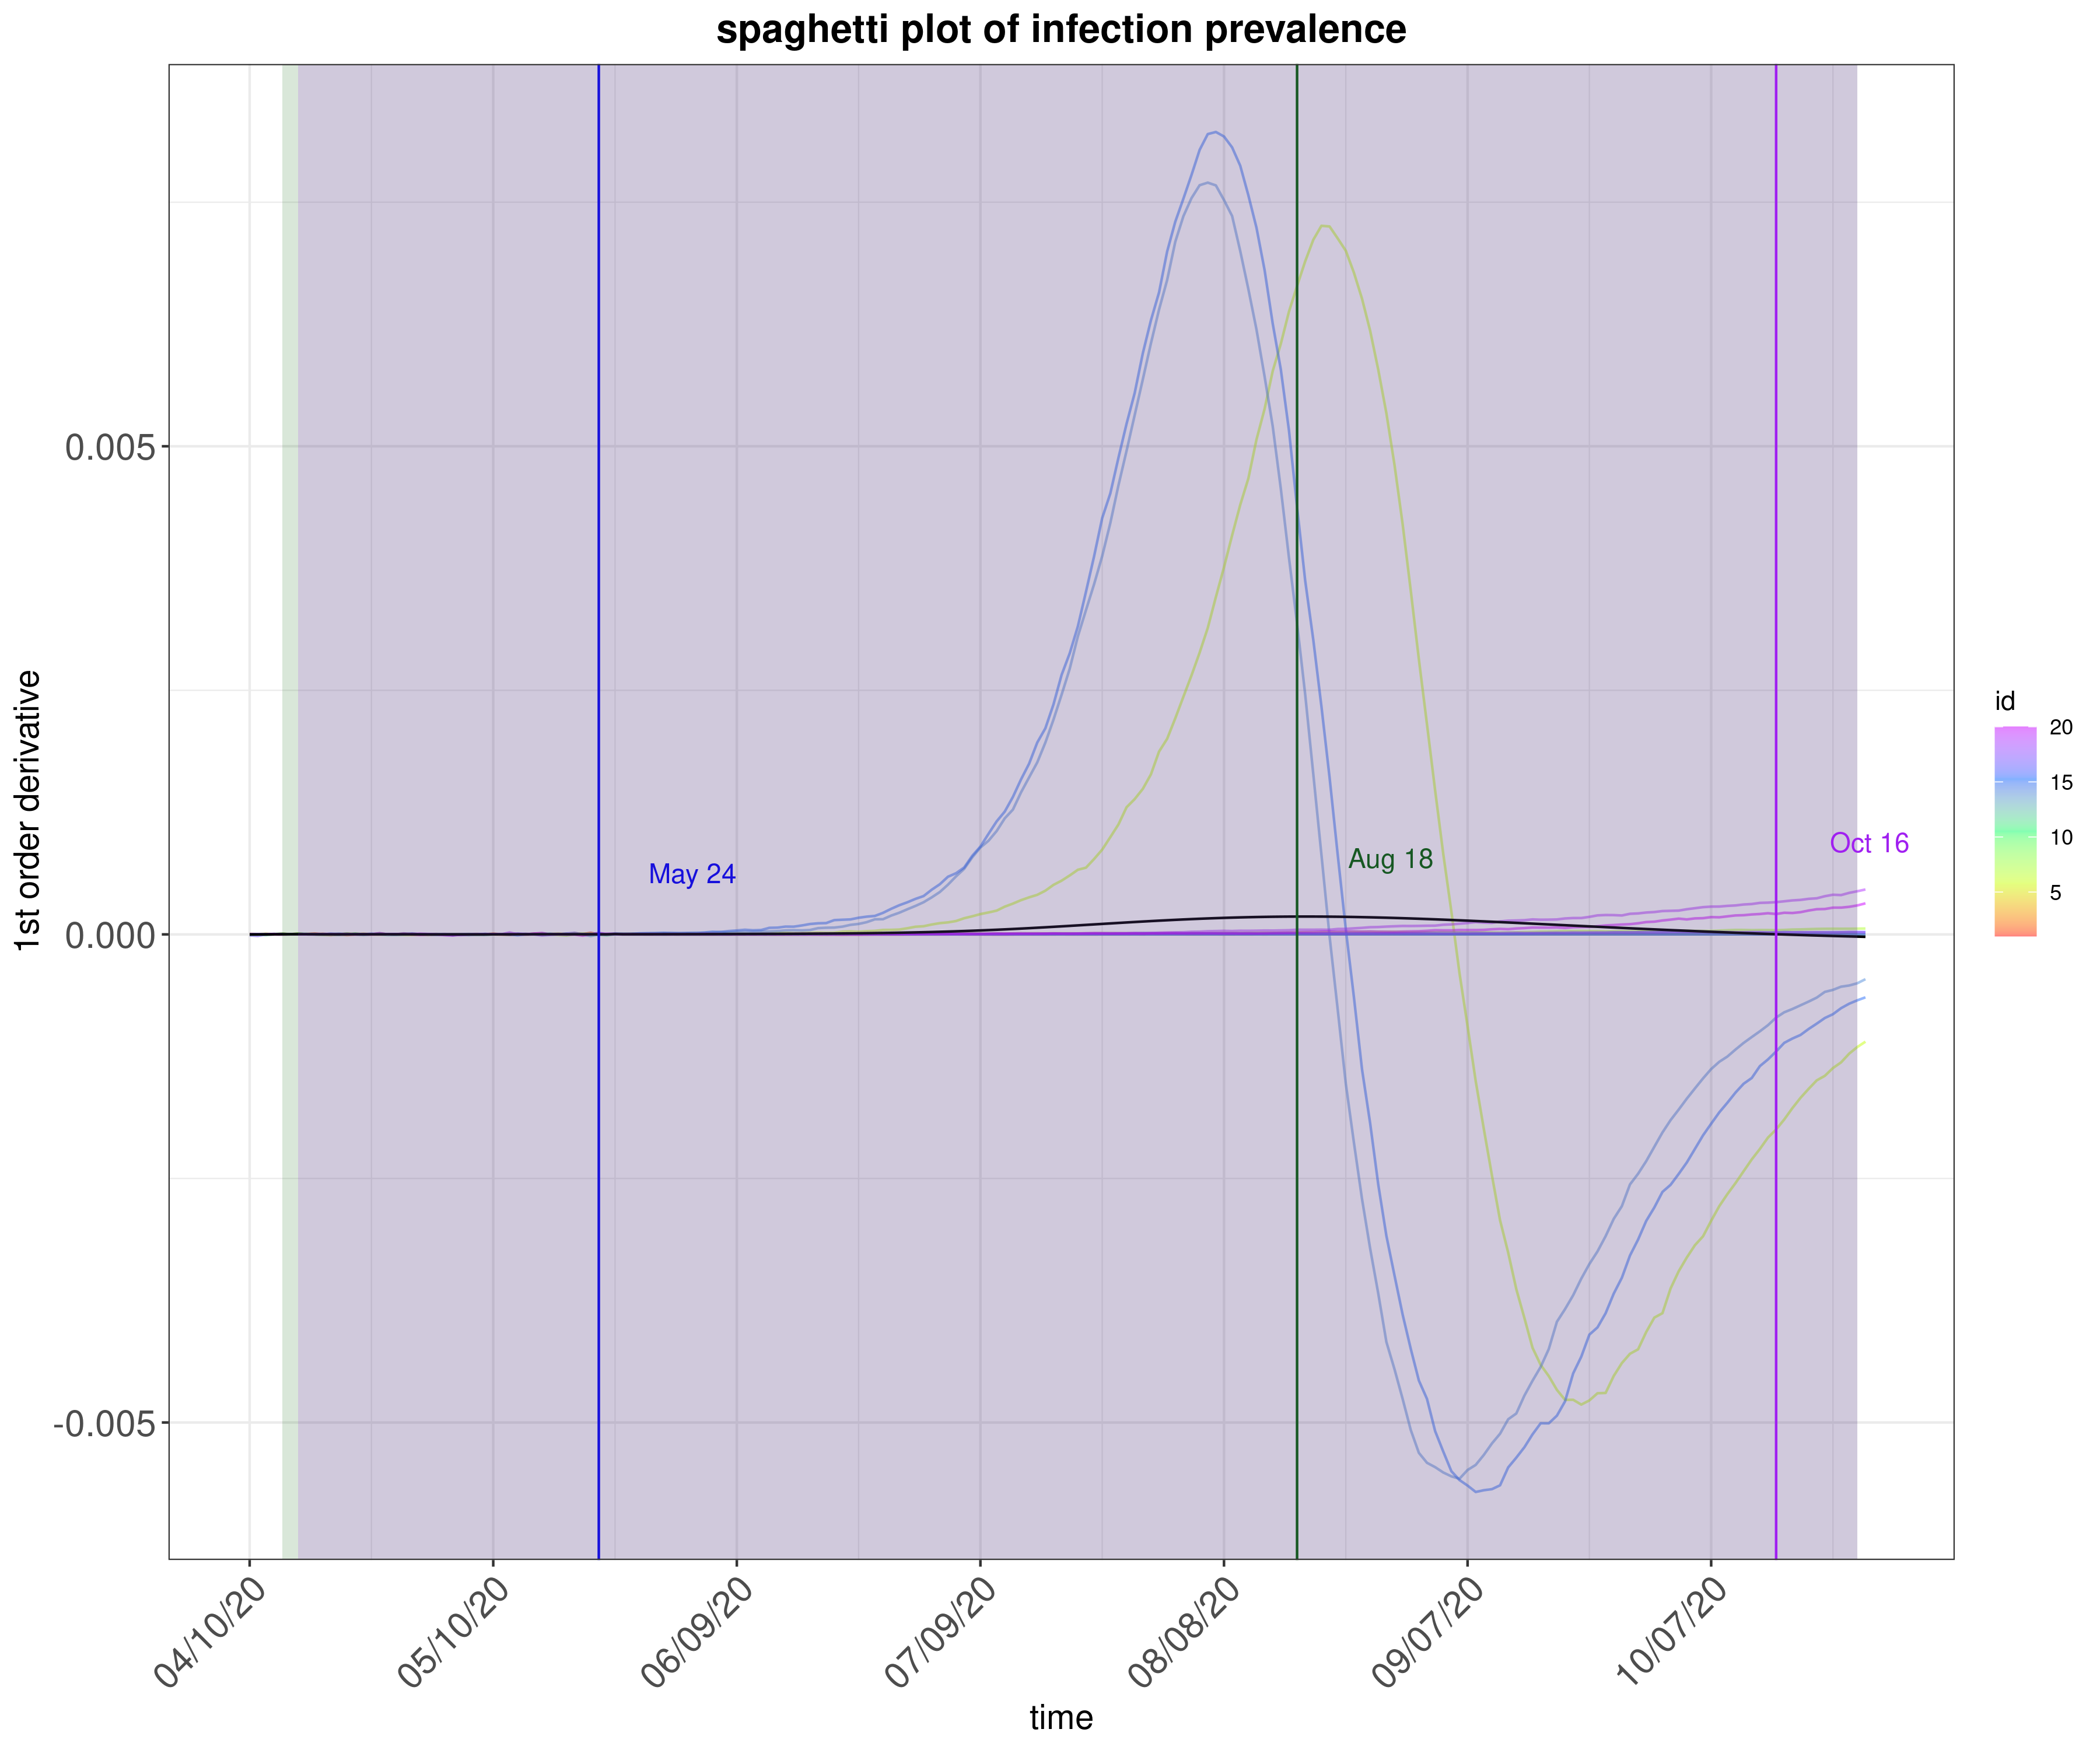 spaghetti plot of infection prevalence
1st order derivative
0.005
0.000
-0.005
May 24
Aug 18
Oct 16
id
20
15
10
5
04/10/20
05/10/20
06/09/20
07/09/20
08/08/20
09/07/20
10/07/20
time